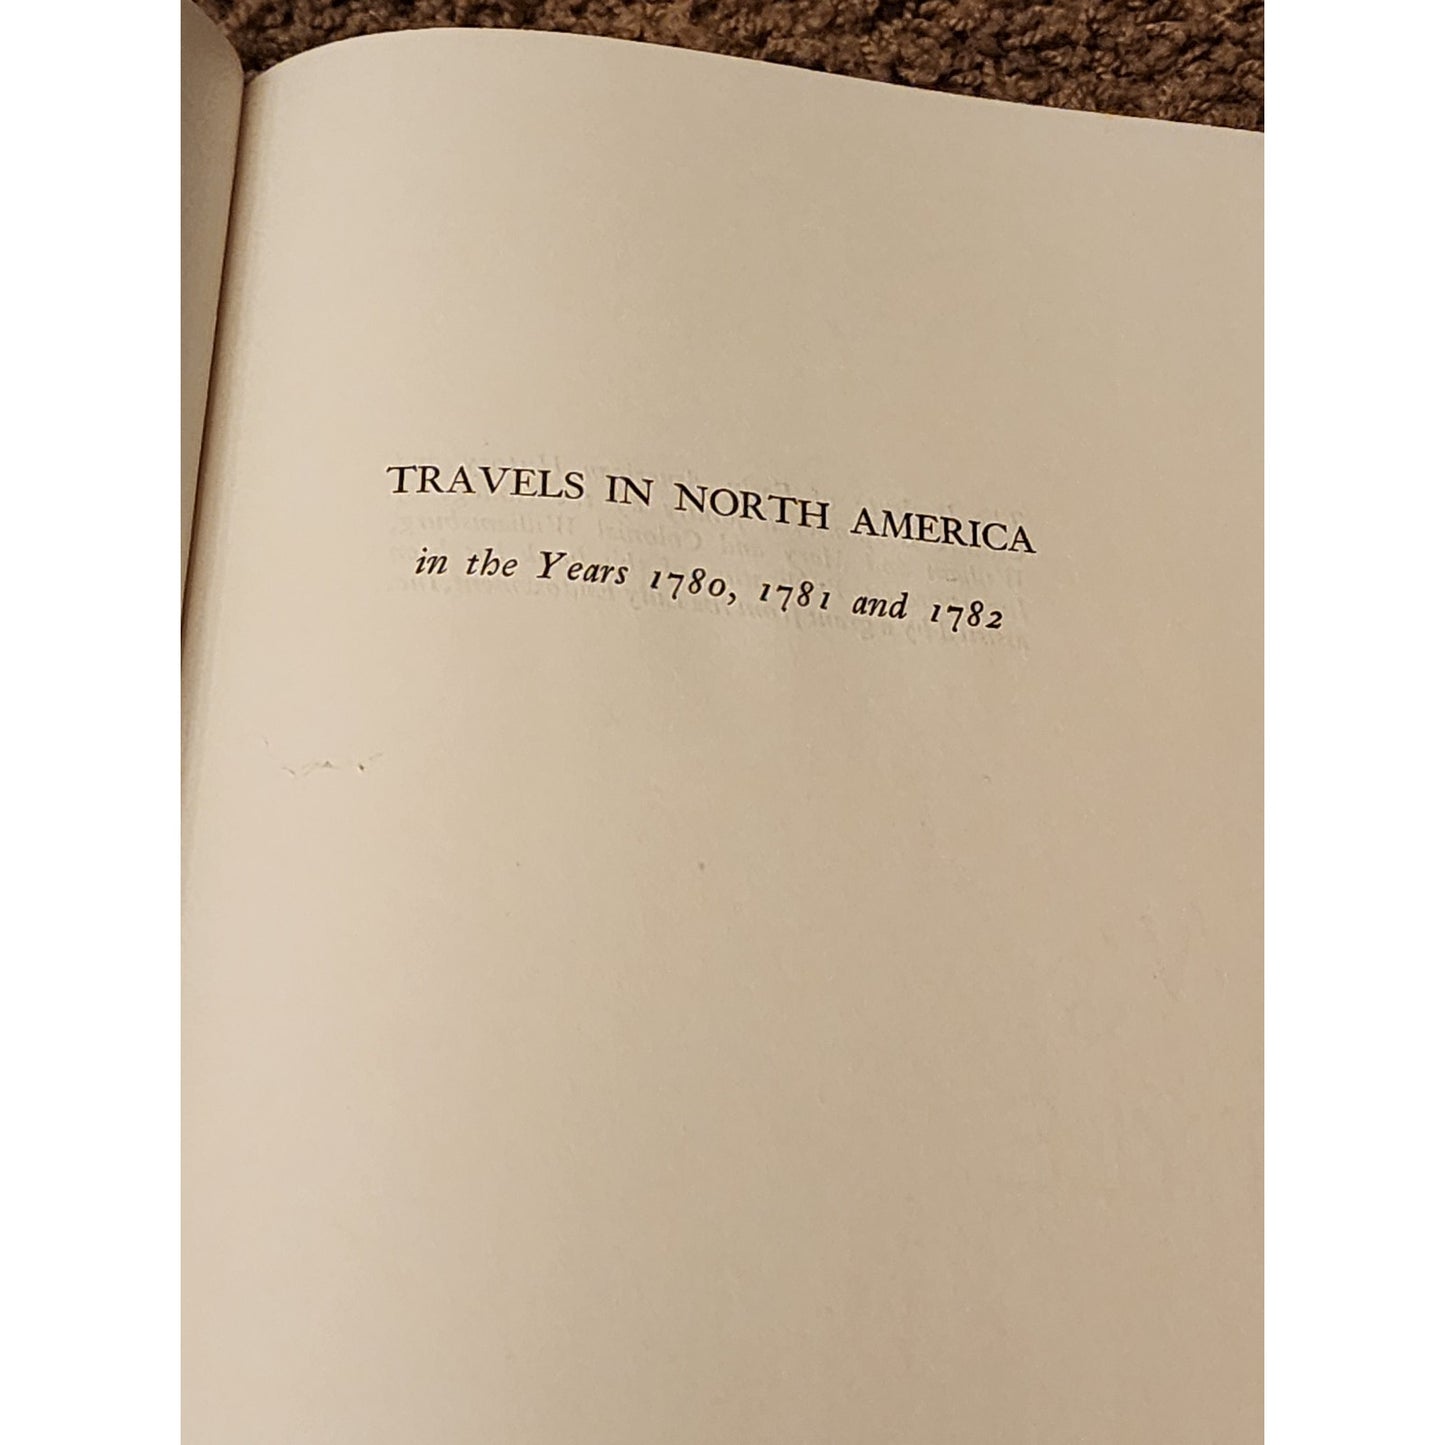 TRAVELS IN NORTH AMERICA
in the Years 1780, 1781 and 1782